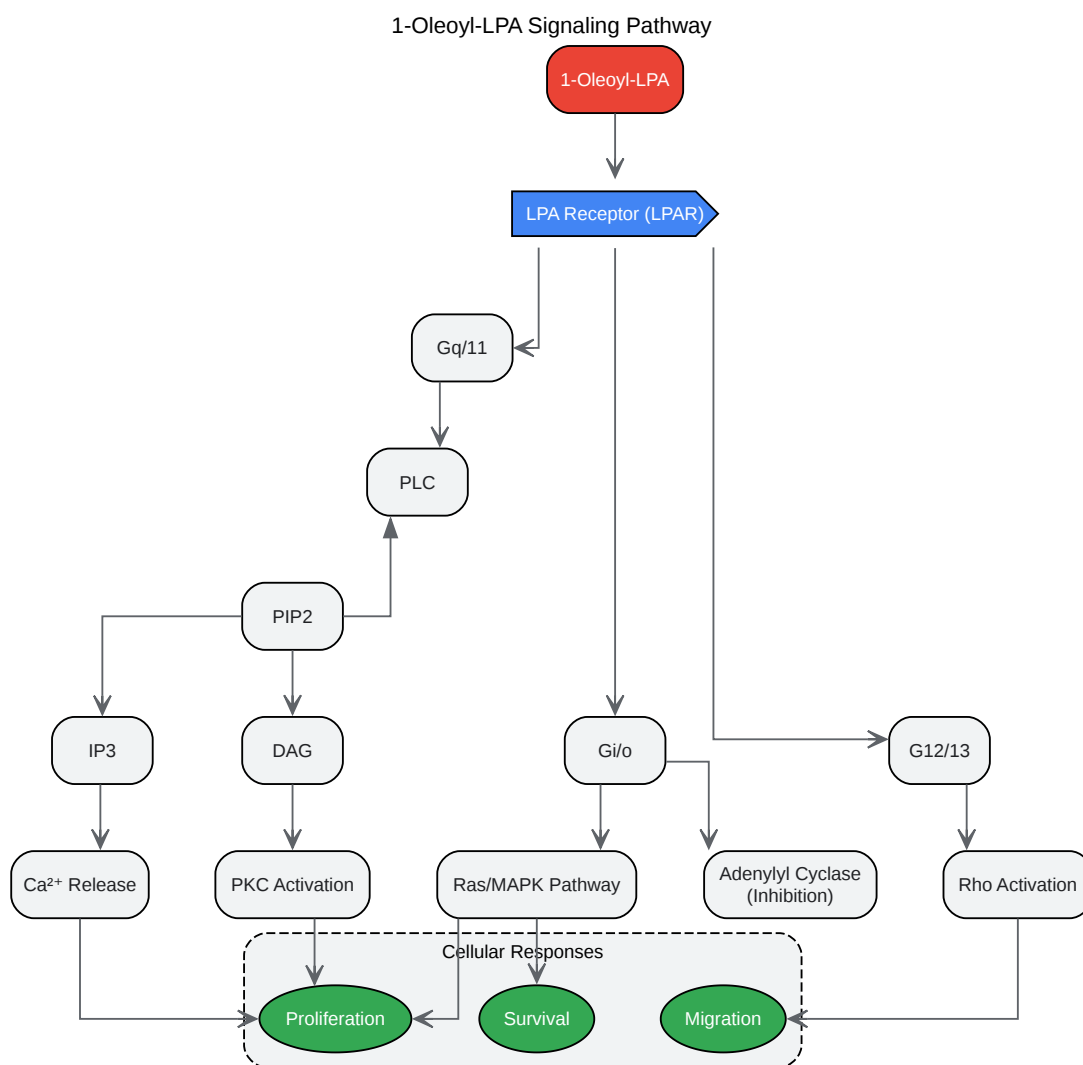 1-Oleoyl-LPA Signaling Pathway
1-Oleoyl-LPA
LPA Receptor (LPAR)
Gq/11
PLC
PIP2
IP3
DAG
Gi/o
G12/13
Ca²⁺ Release
PKC Activation
Ras/MAPK Pathway
Adenylyl Cyclase
(Inhibition)
Rho Activation
Cellular Responses
Proliferation
Survival
Migration